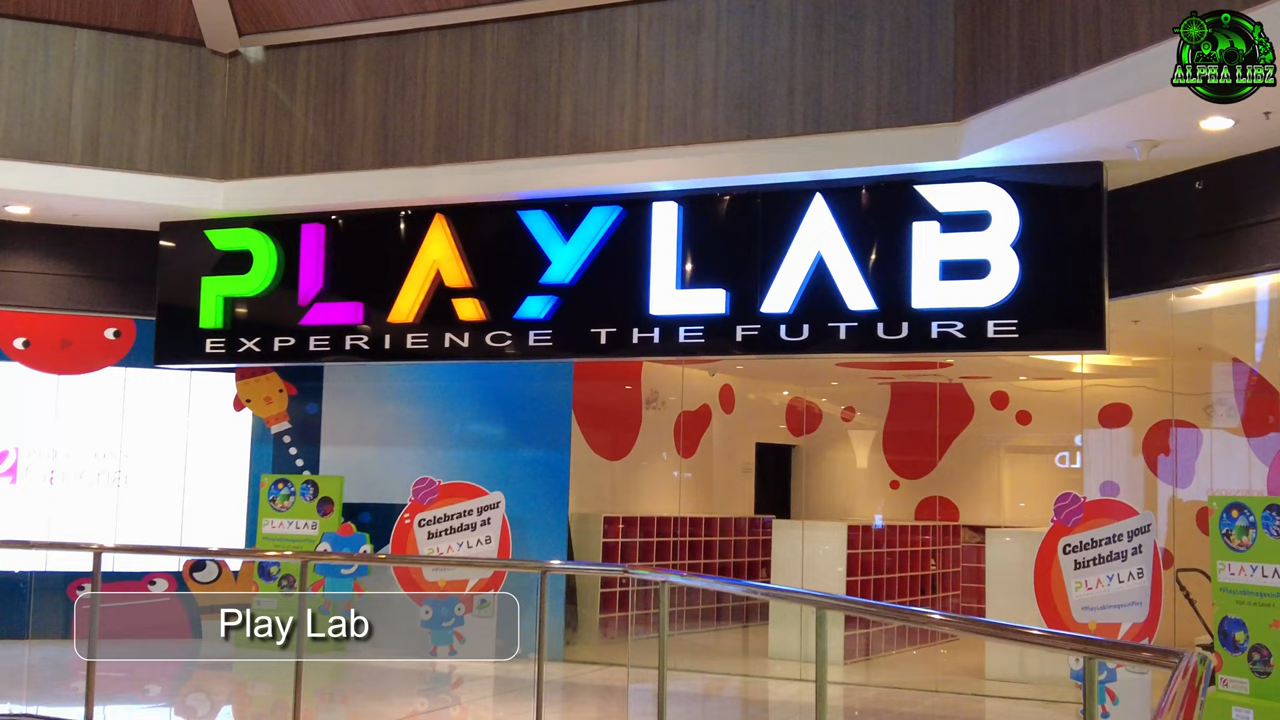 ALPHA LIBZ
PLAYLAB
EXPERIENCE THE FUTURE
PLAYLAB
Celebrate your
birthday at
PLAYLAB
Celebrate your
birthday at
PLAYLAB
#PlayLabImaginPlay
PLAYLAB
Play Lab